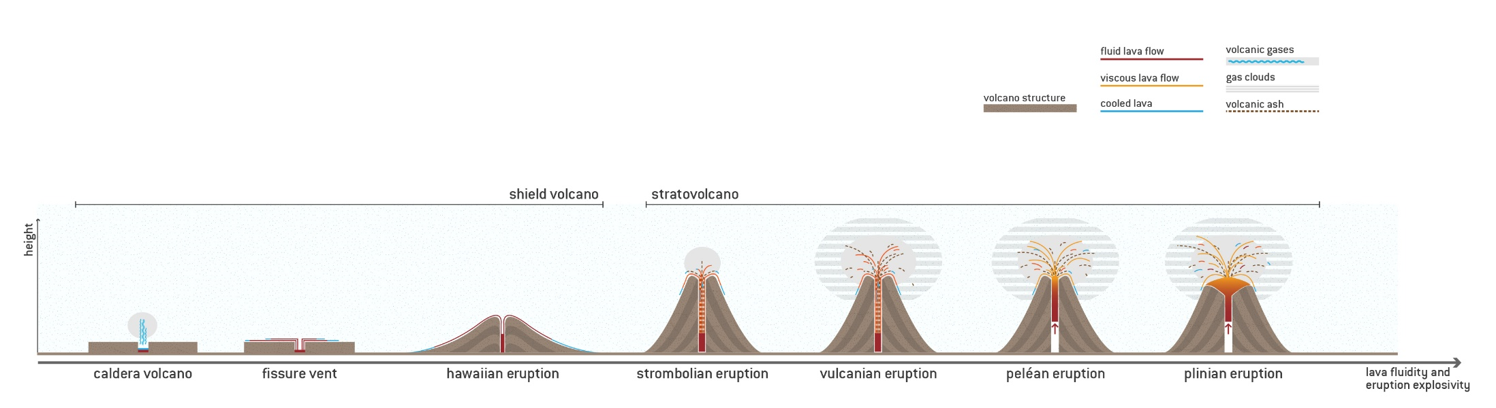 fluid lava flow
volcanic gases
viscous lava flow
gas clouds
volcano structure
cooled lava
volcanic ash
shield volcano
stratovolcano
height
caldera volcano
fissure vent
hawaiian eruption
strombolian eruption
vulcanian eruption
peléan eruption
plinian eruption
lava fluidity and
eruption explosivity